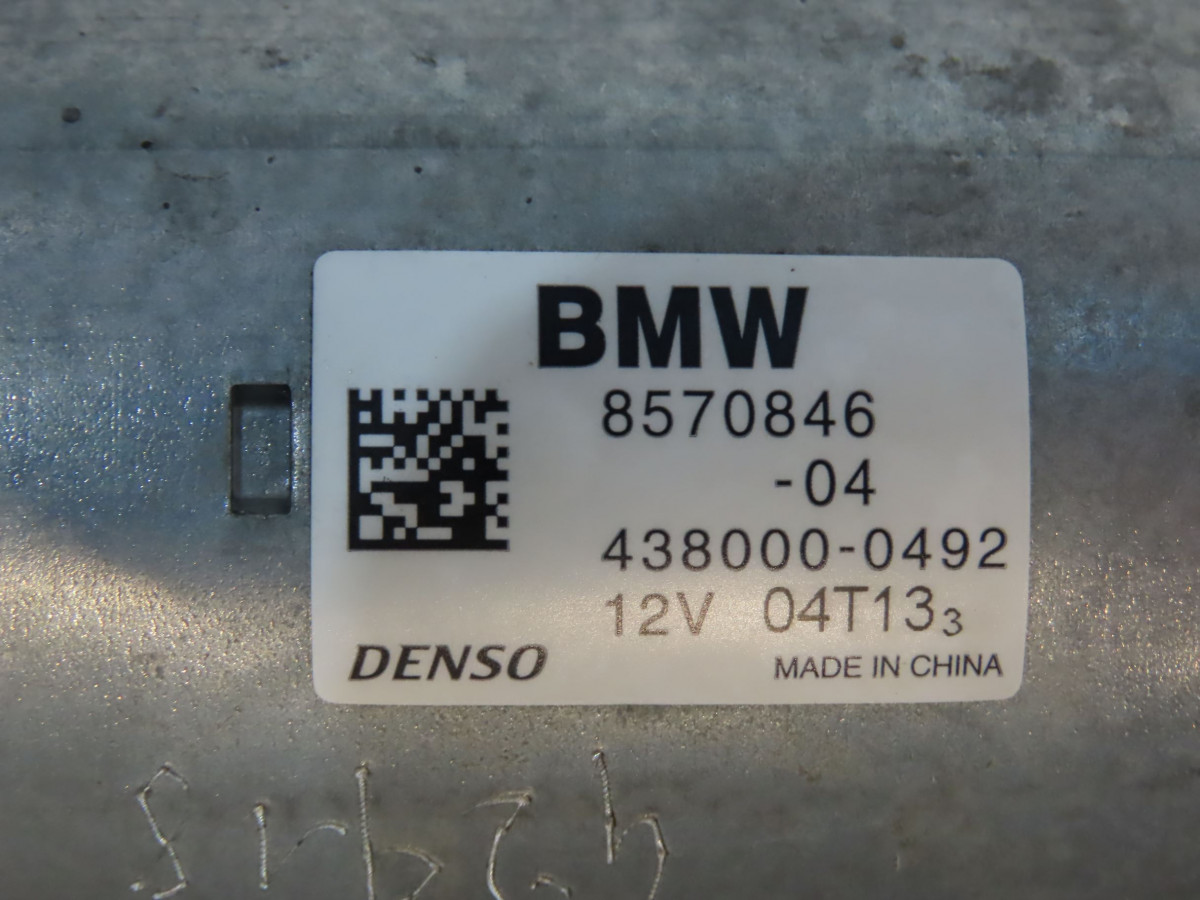 BMW
8570846
-04
438000-0492
12V 04T13₃
DENSO
MADE IN CHINA